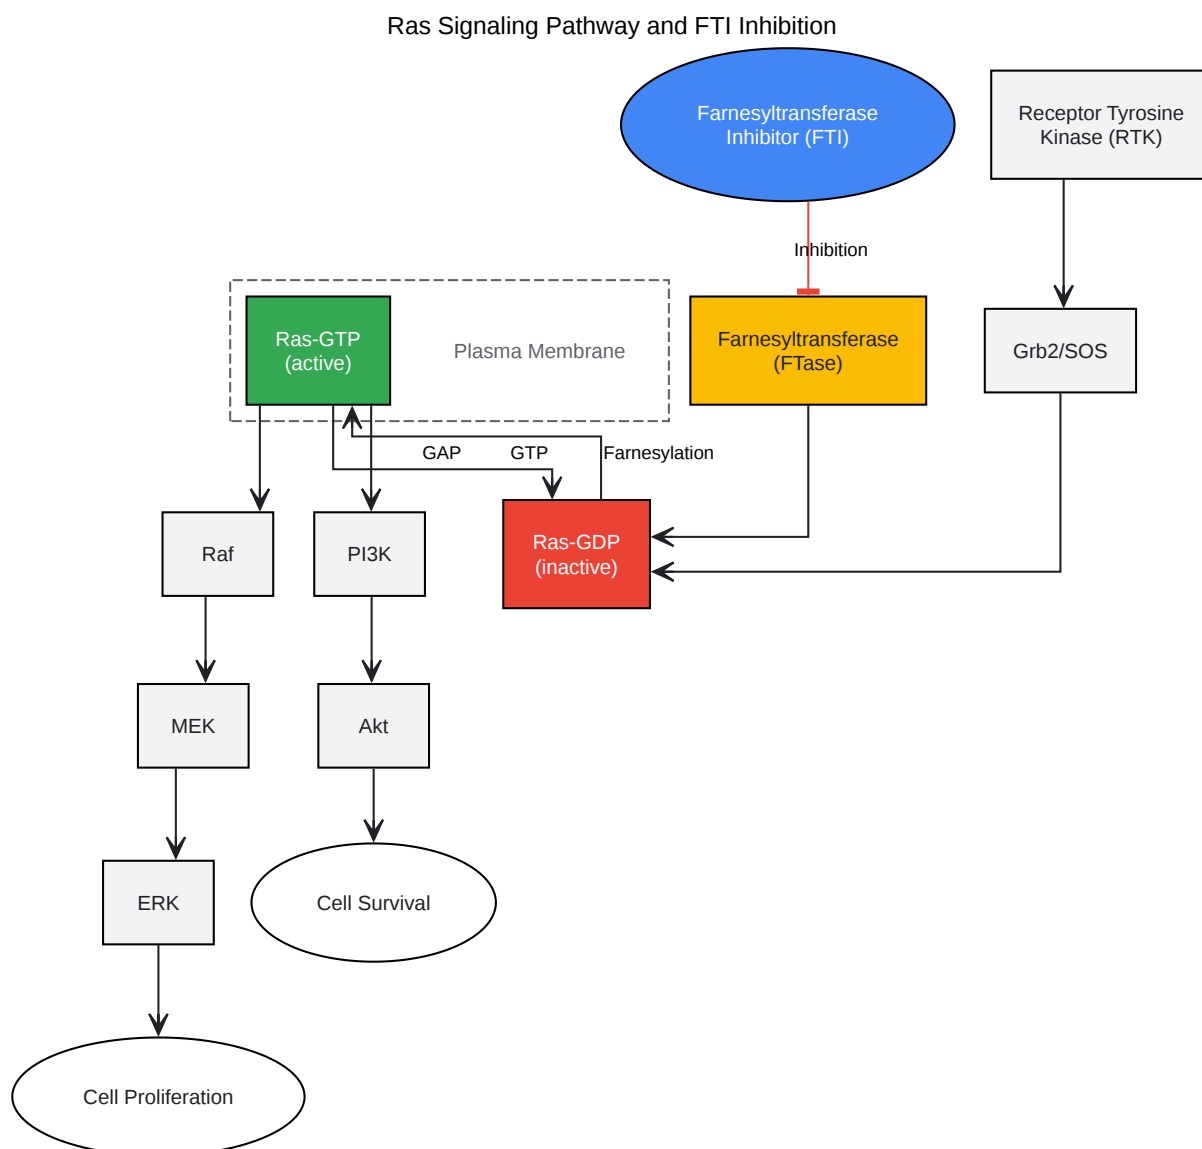 Ras Signaling Pathway and FTI Inhibition
Farnesyltransferase
Inhibitor (FTI)
Receptor Tyrosine
Kinase (RTK)
Inhibition
Ras-GTP
(active)
Plasma Membrane
Farnesyltransferase
(FTase)
Grb2/SOS
GAP
GTP
Farnesylation
Raf
PI3K
Ras-GDP
(inactive)
MEK
Akt
ERK
Cell Survival
Cell Proliferation